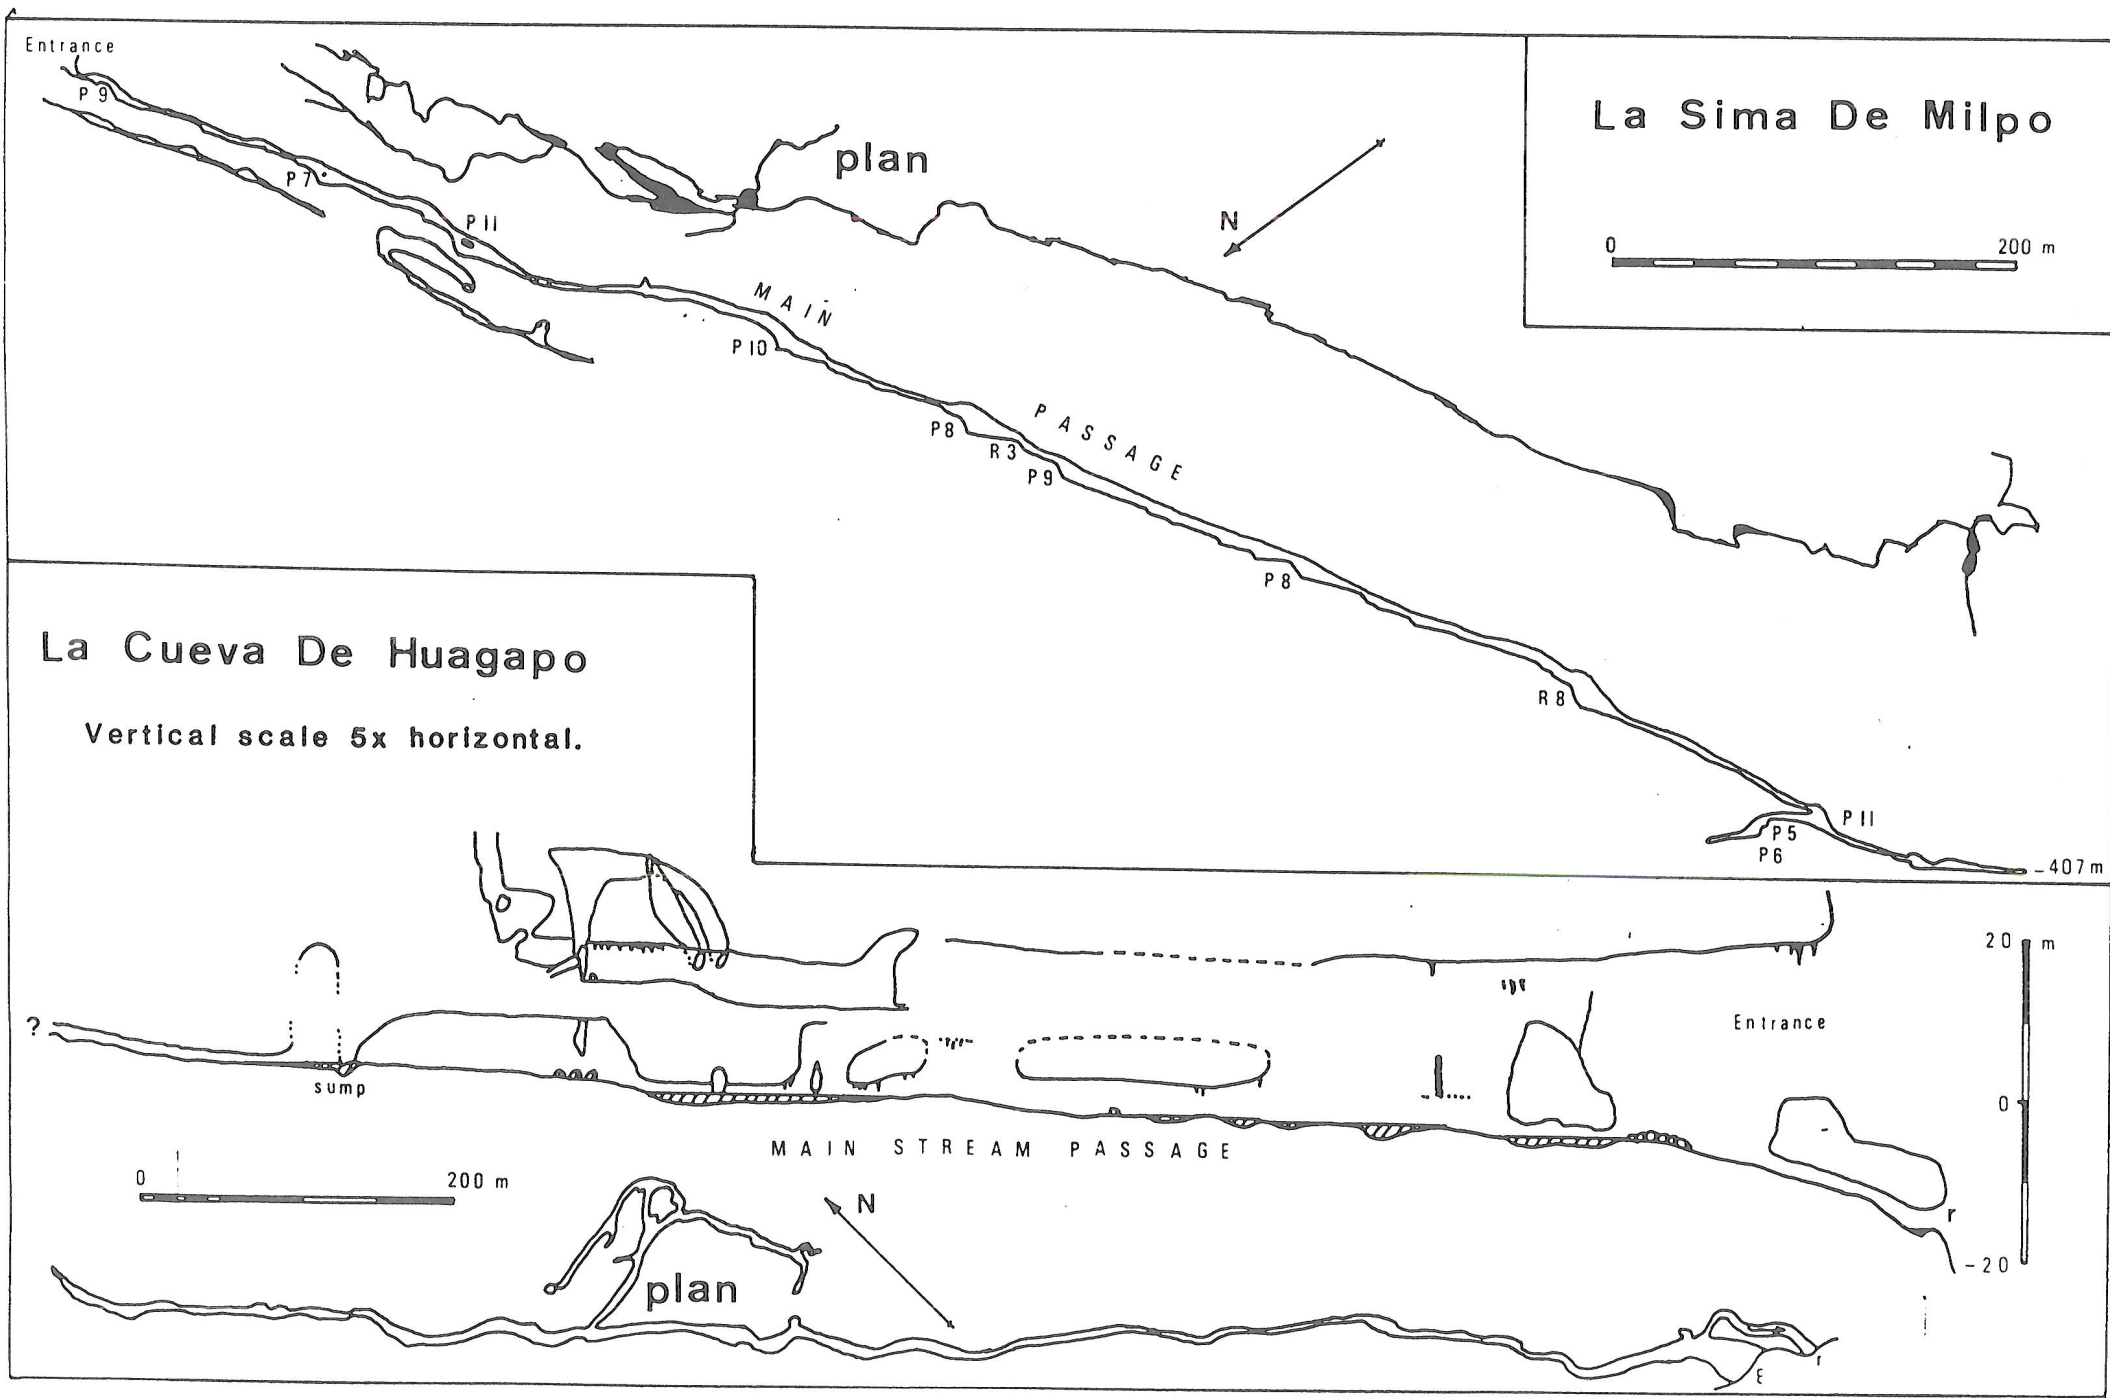 Entrance
P 9
P 7
P 11
plan
N
La Sima De Milpo
0 200 m
MAIN
P 10
PASSAGE
P 8
R 3
P 9
P 8
R 8
P 11
P 5
P 6
-407m
La Cueva De Huagapo
Vertical scale 5x horizontal.
20 m
?
Entrance
sump
0
MAIN STREAM PASSAGE
0 200 m
N
r
-20
plan
r
E